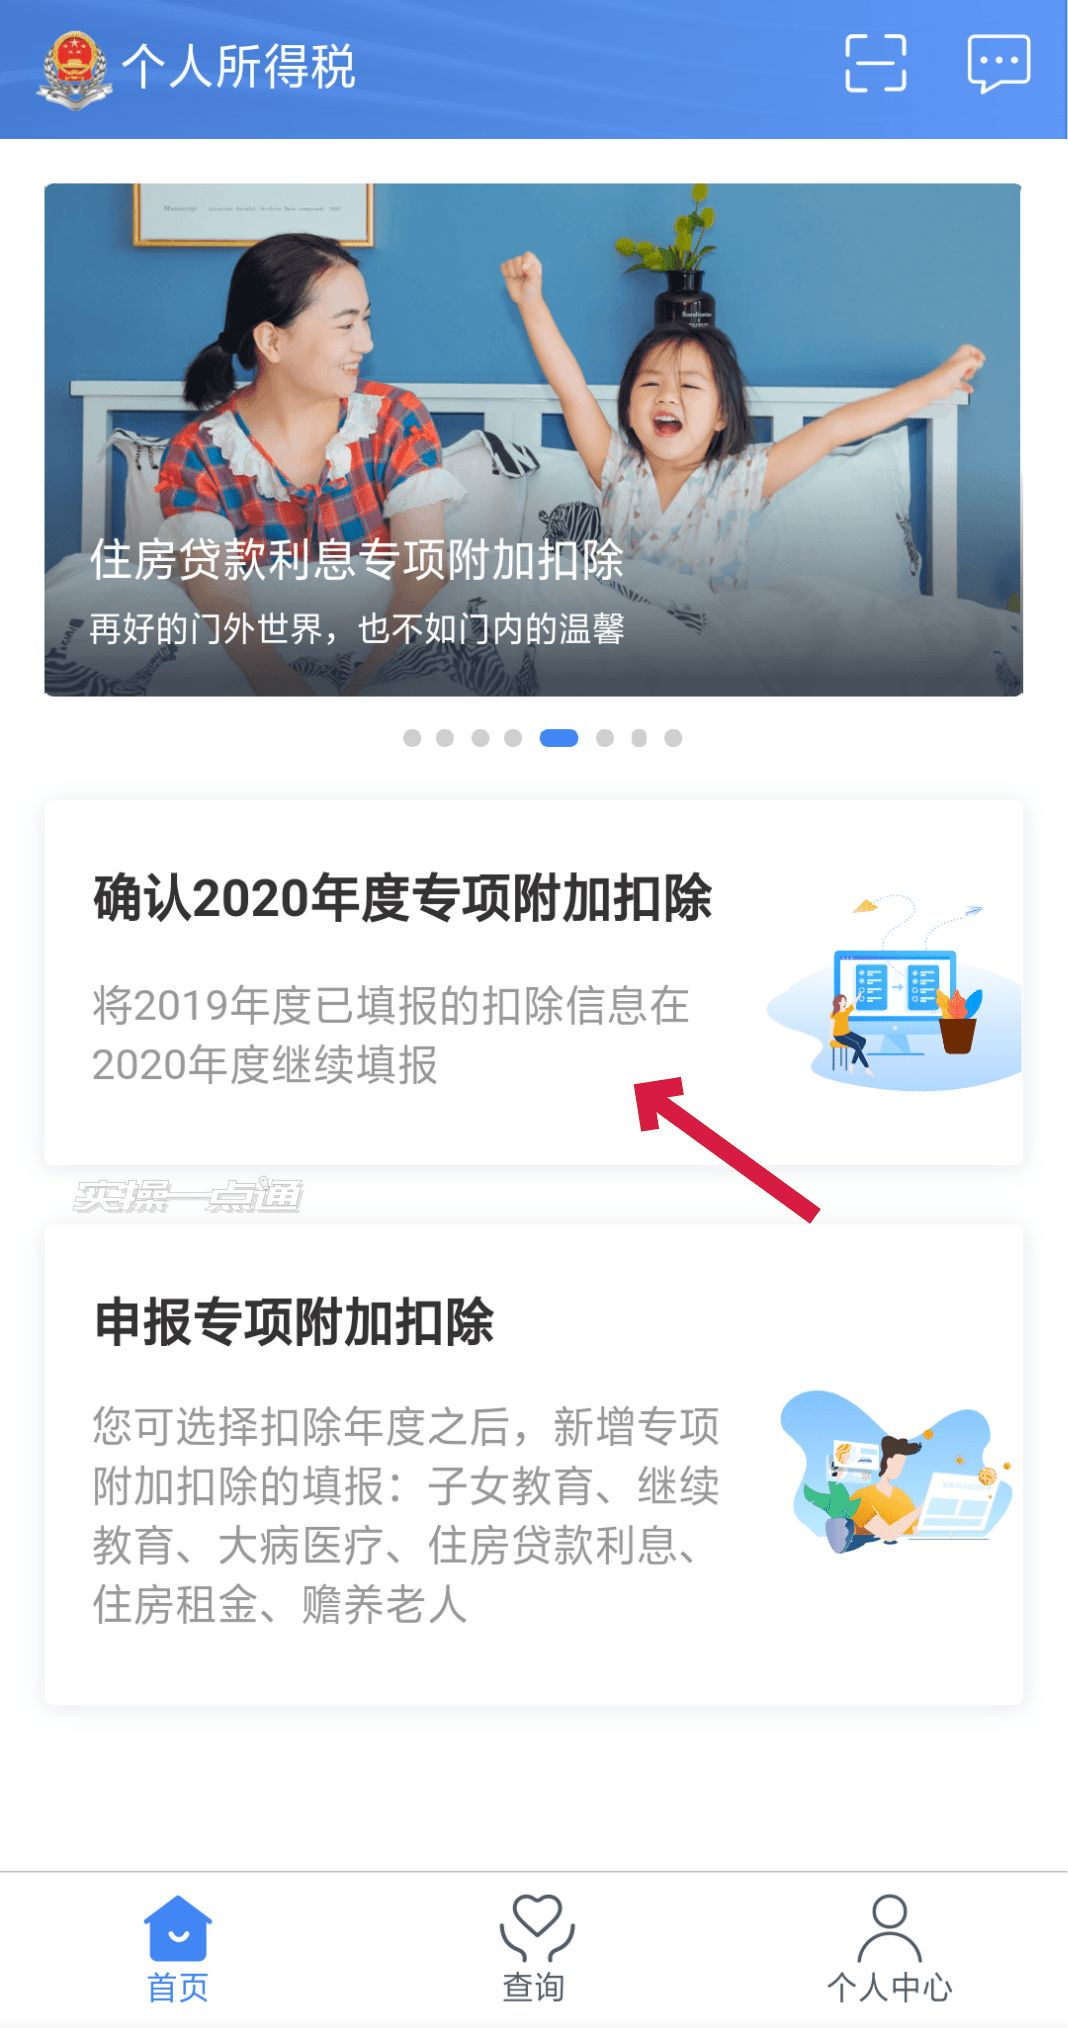 个人所得税
住房贷款利息专项附加扣除
再好的门外世界，也不如门内的温馨
确认2020年度专项附加扣除
将2019年度已填报的扣除信息在
2020年度继续填报
实操一点通
申报专项附加扣除
您可选择扣除年度之后，新增专项
附加扣除的填报：子女教育、继续
教育、大病医疗、住房贷款利息、
住房租金、赡养老人
首页
查询
个人中心